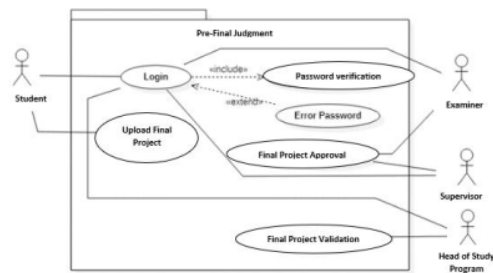 Pre-Final Judgment
«include»
Login
Password verification
Student
Examiner
«extend»
Error Password
Upload Final
Project
Final Project Approval
Supervisor
Final Project Validation
Head of Study
Program